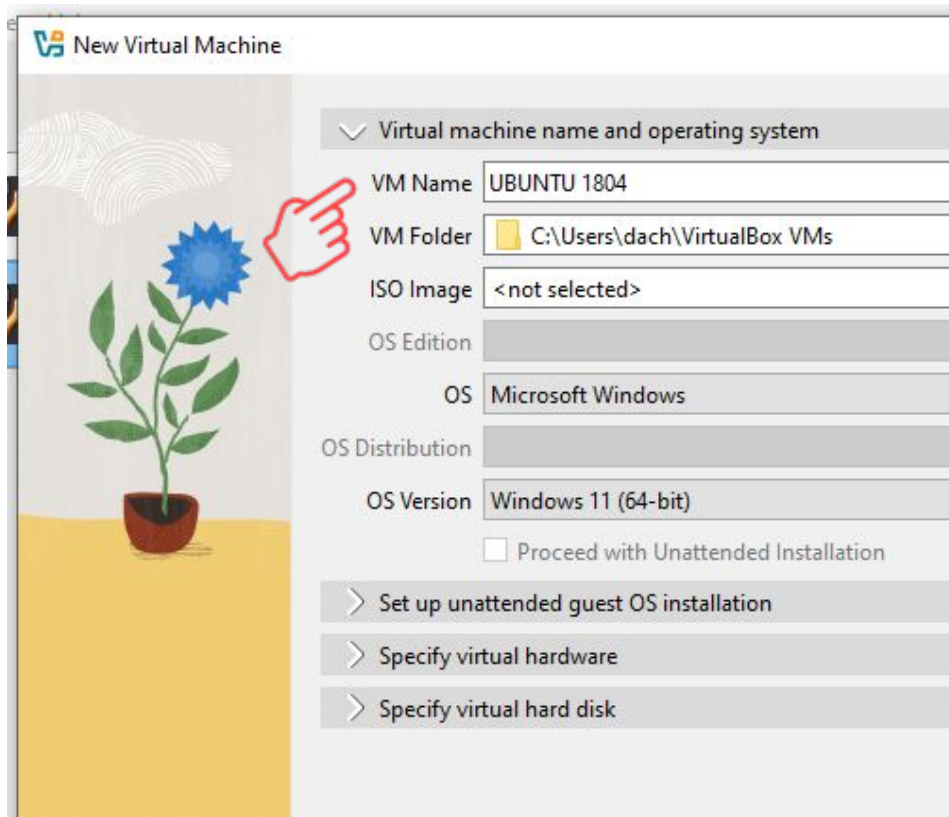 New Virtual Machine
Virtual machine name and operating system
VM Name UBUNTU 1804
VM Folder C:\Users\dach\VirtualBox VMs
ISO Image <not selected>
OS Edition
OS Microsoft Windows
OS Distribution
OS Version Windows 11 (64-bit)
Proceed with Unattended Installation
Set up unattended guest OS installation
Specify virtual hardware
Specify virtual hard disk